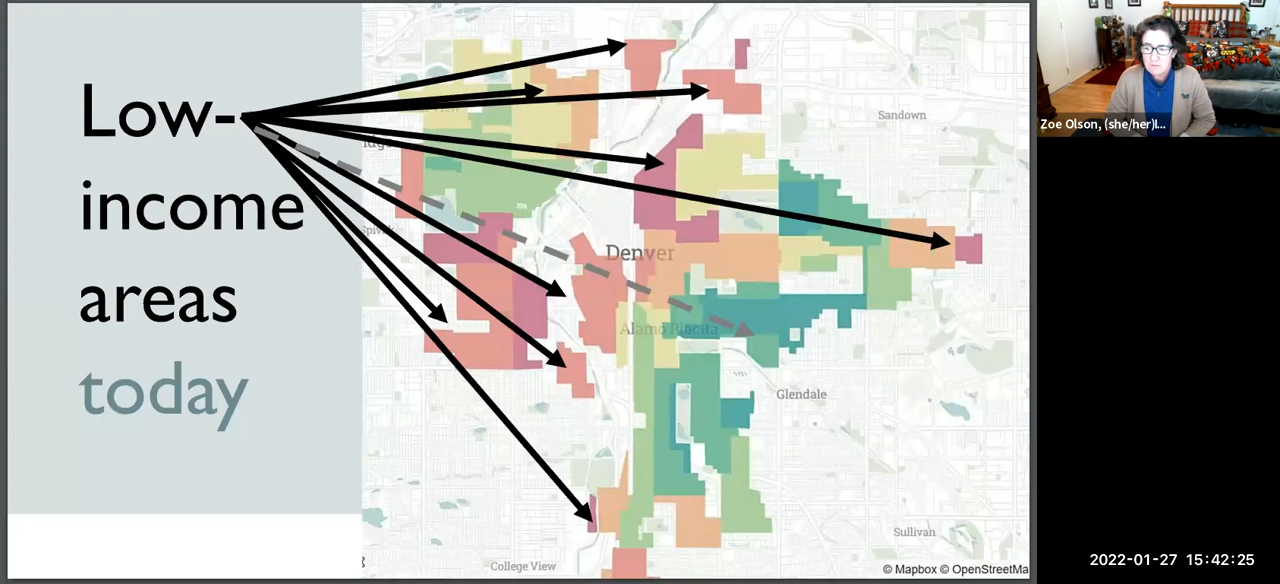 Low-
income
areas
today
Sandown
Denver
Alamo Placita
Glendale
Sullivan
College View
© Mapbox © OpenStreetMa
Zoe Olson, (she/her)I...
2022-01-27 15:42:25